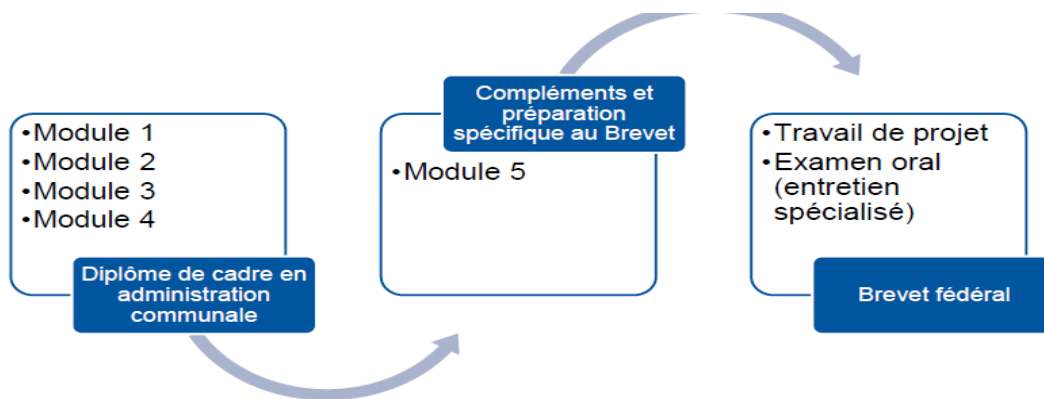 •Module 1
•Module 2
•Module 3
•Module 4
Diplôme de cadre en
administration
communale
Compléments et
préparation
spécifique au Brevet
•Module 5
•Travail de projet
•Examen oral
(entretien
spécialisé)
Brevet fédéral